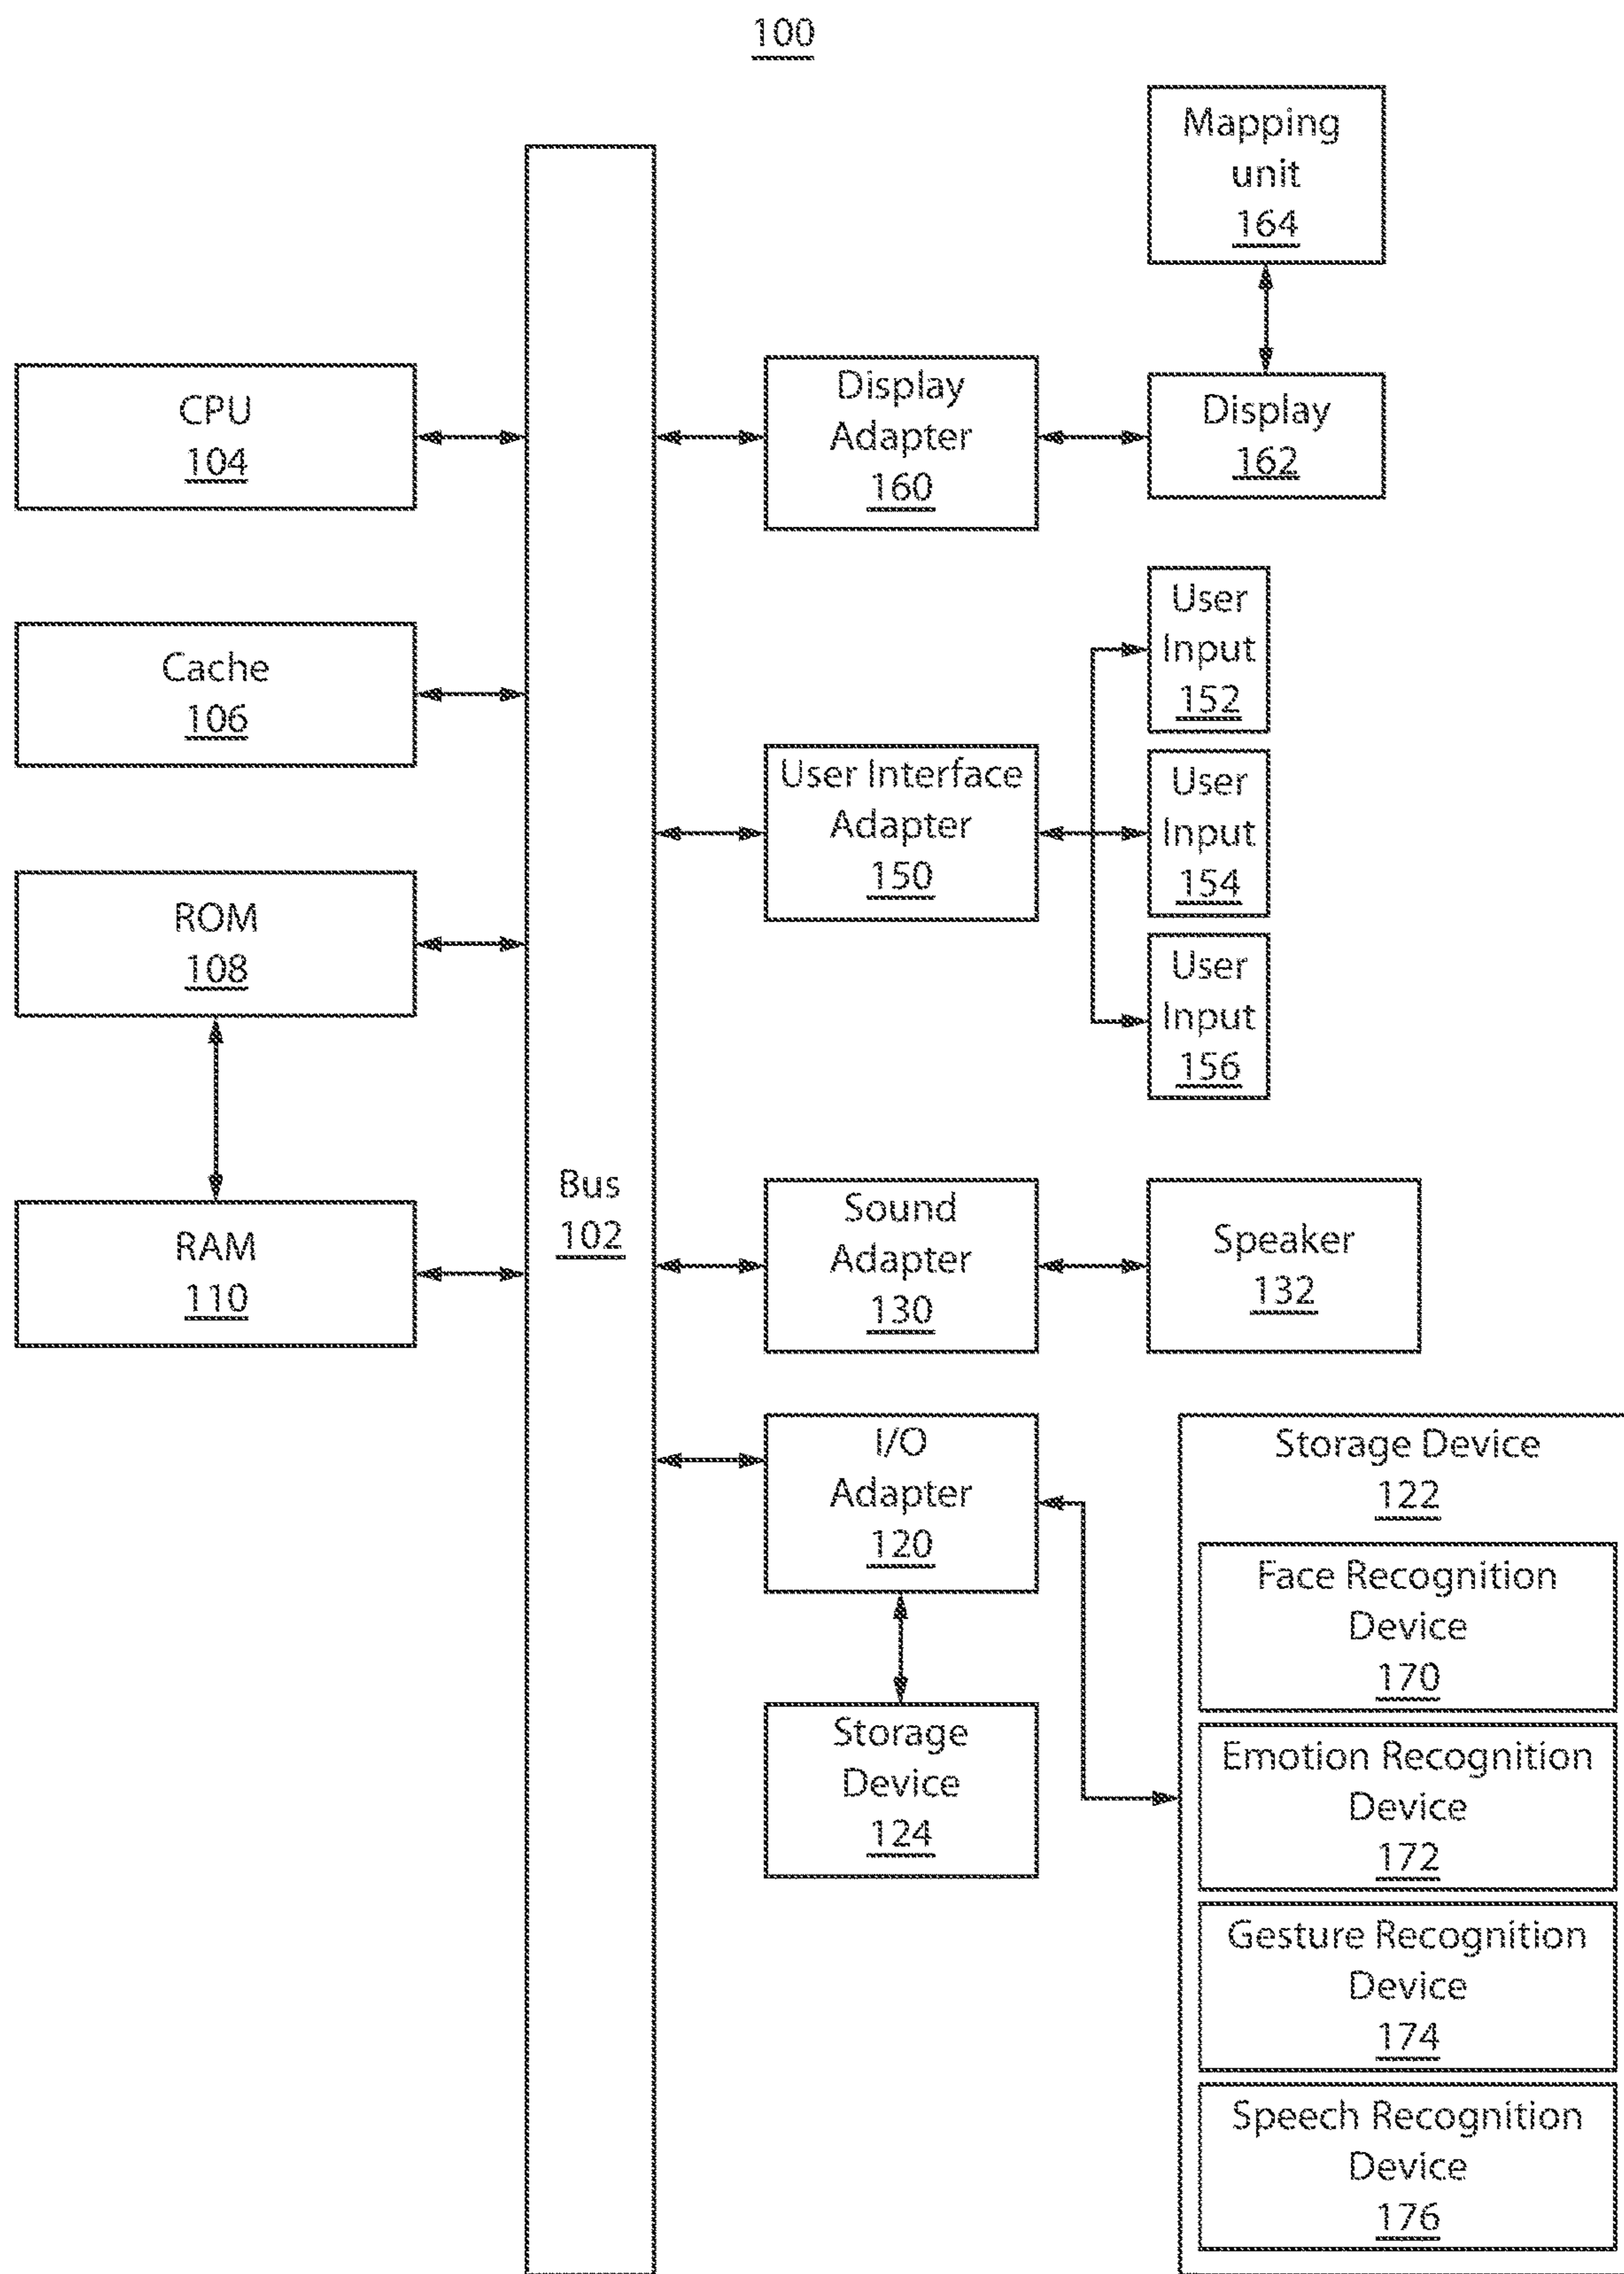 100
Mapping
unit
164
CPU
104
Display
Adapter
160
Display
162
Cache
106
User Interface
Adapter
150
User
Input
152
User
Input
154
User
Input
156
ROM
108
RAM
110
Bus
102
Sound
Adapter
130
Speaker
132
I/O
Adapter
120
Storage
Device
124
Storage Device
122
Face Recognition
Device
170
Emotion Recognition
Device
172
Gesture Recognition
Device
174
Speech Recognition
Device
176